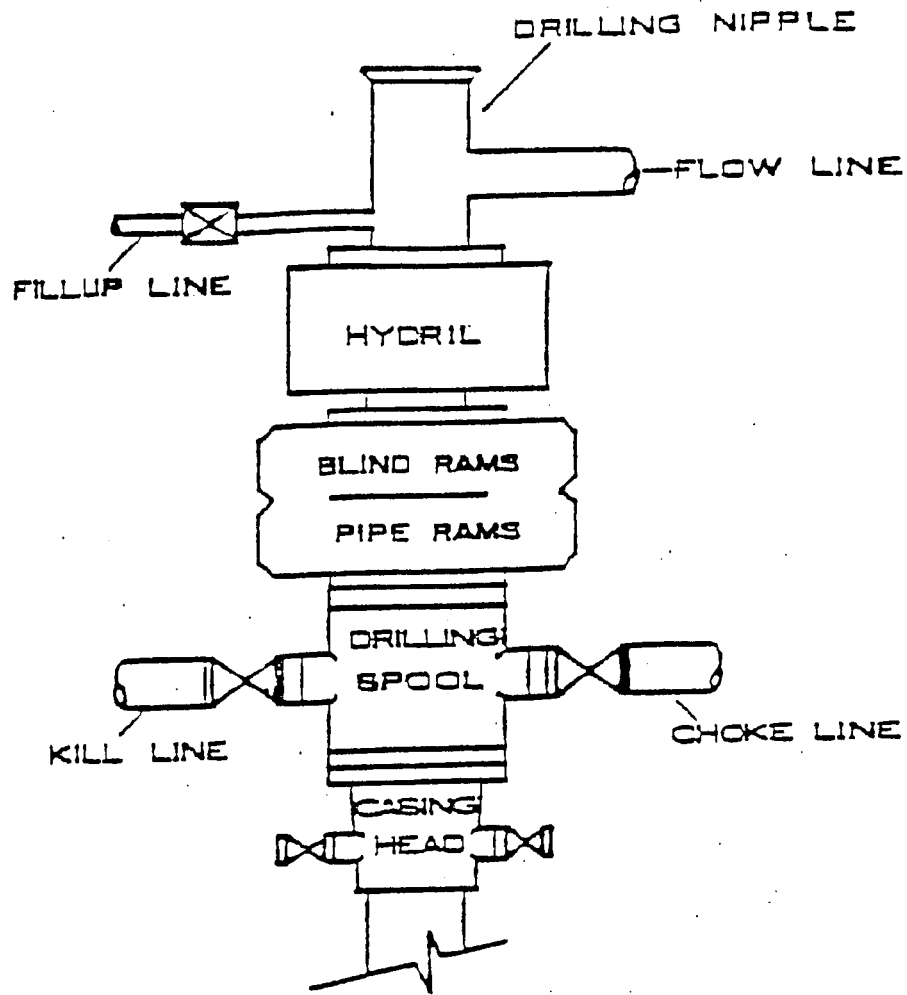 DRILLING NIPPLE
FLOW LINE
FILLUP LINE
HYDRIL
BLIND RAMS
PIPE RAMS
DRILLING
SPOOL
KILL LINE
CHOKE LINE
CASING
HEAD